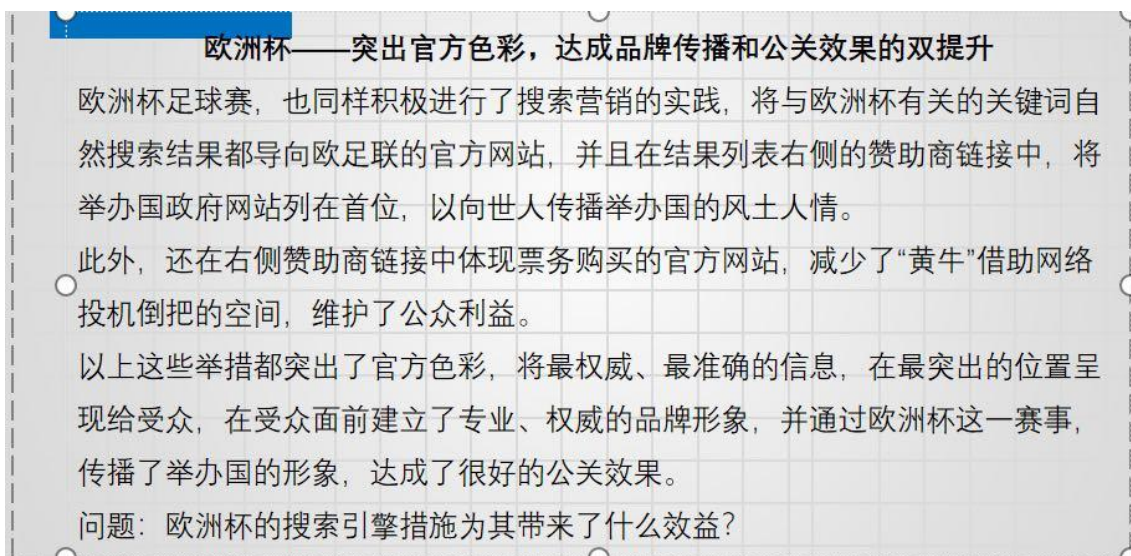 欧洲杯——突出官方色彩，达成品牌传播和公关效果的双提升
欧洲杯足球赛，也同样积极进行了搜索营销的实践，将与欧洲杯有关的关键词自
然搜索结果都导向欧足联的官方网站，并且在结果列表右侧的赞助商链接中，将
举办国政府网站列在首位，以向世人传播举办国的风土人情。
此外，还在右侧赞助商链接中体现票务购买的官方网站，减少了“黄牛”借助网络
投机倒把的空间，维护了公众利益。
以上这些举措都突出了官方色彩，将最权威、最准确的信息，在最突出的位置呈
现给受众，在受众面前建立了专业、权威的品牌形象，并通过欧洲杯这一赛事，
传播了举办国的形象，达成了很好的公关效果。
问题：欧洲杯的搜索引擎措施为其带来了什么效益？